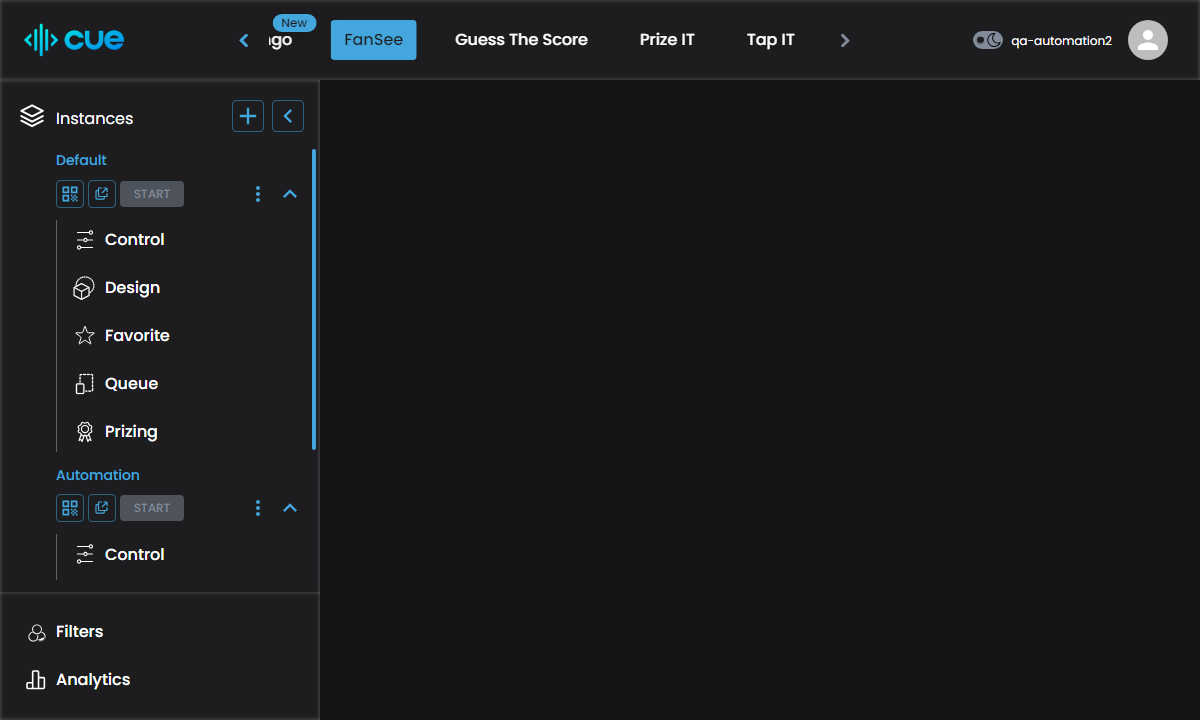 cue
New
FanSee
Guess The Score
Prize IT
Tap IT
qa-automation2
Instances
Default
START
Control
Design
Favorite
Queue
Prizing
Automation
START
Control
Filters
Analytics